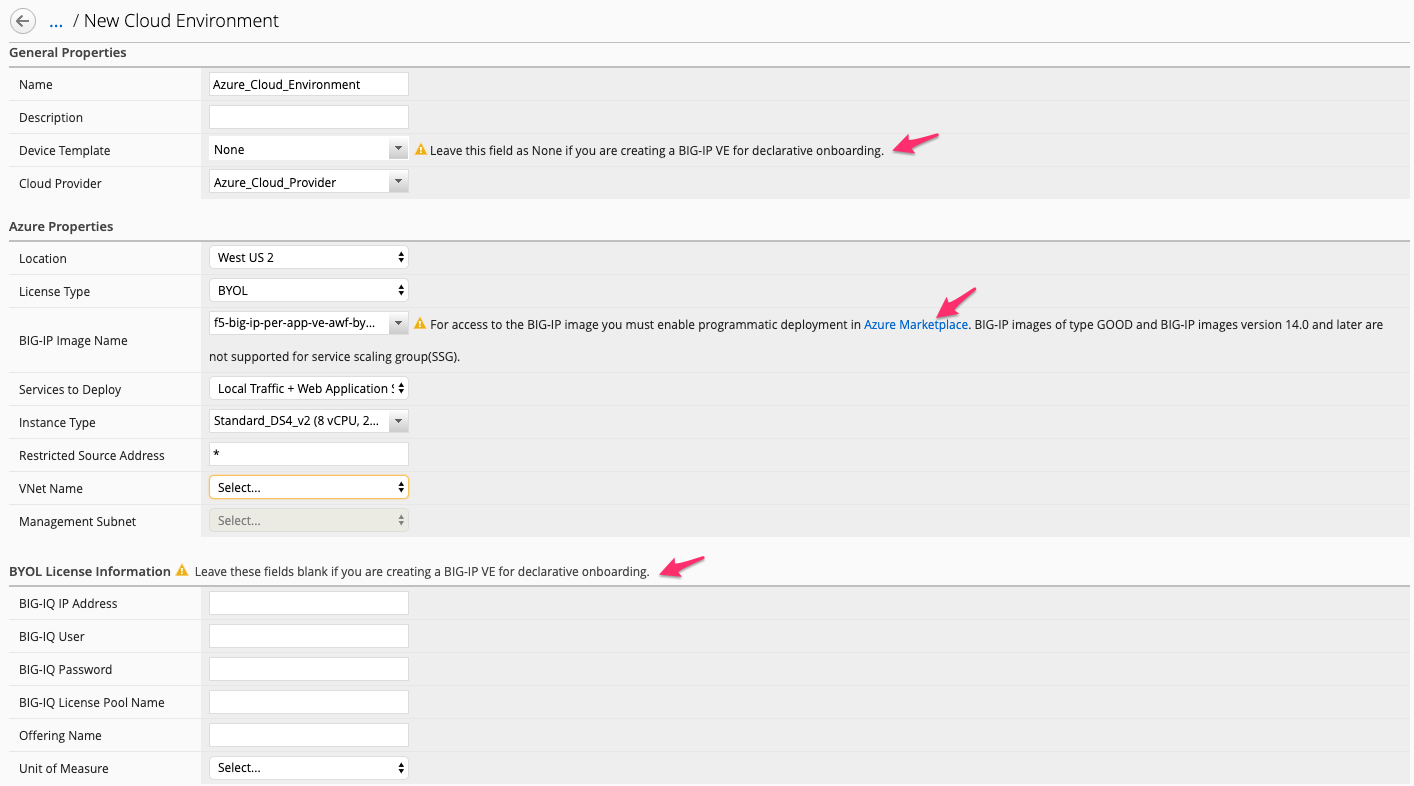 ... / New Cloud Environment
General Properties
Name Azure_Cloud_Environment
Description
Device Template None Leave this field as None if you are creating a BIG-IP VE for declarative onboarding.
Cloud Provider Azure_Cloud_Provider
Azure Properties
Location West US 2
License Type BYOL
BIG-IP Image Name f5-big-ip-per-app-ve-awf-by... For access to the BIG-IP image you must enable programmatic deployment in Azure Marketplace. BIG-IP images of type GOOD and BIG-IP images version 14.0 and later are
not supported for service scaling group(SSG).
Services to Deploy Local Traffic + Web Application S
Instance Type Standard_DS4_v2 (8 vCPU, 2...
Restricted Source Address *
VNet Name Select...
Management Subnet Select...
BYOL License Information Leave these fields blank if you are creating a BIG-IP VE for declarative onboarding.
BIG-IQ IP Address
BIG-IQ User
BIG-IQ Password
BIG-IQ License Pool Name
Offering Name
Unit of Measure Select...